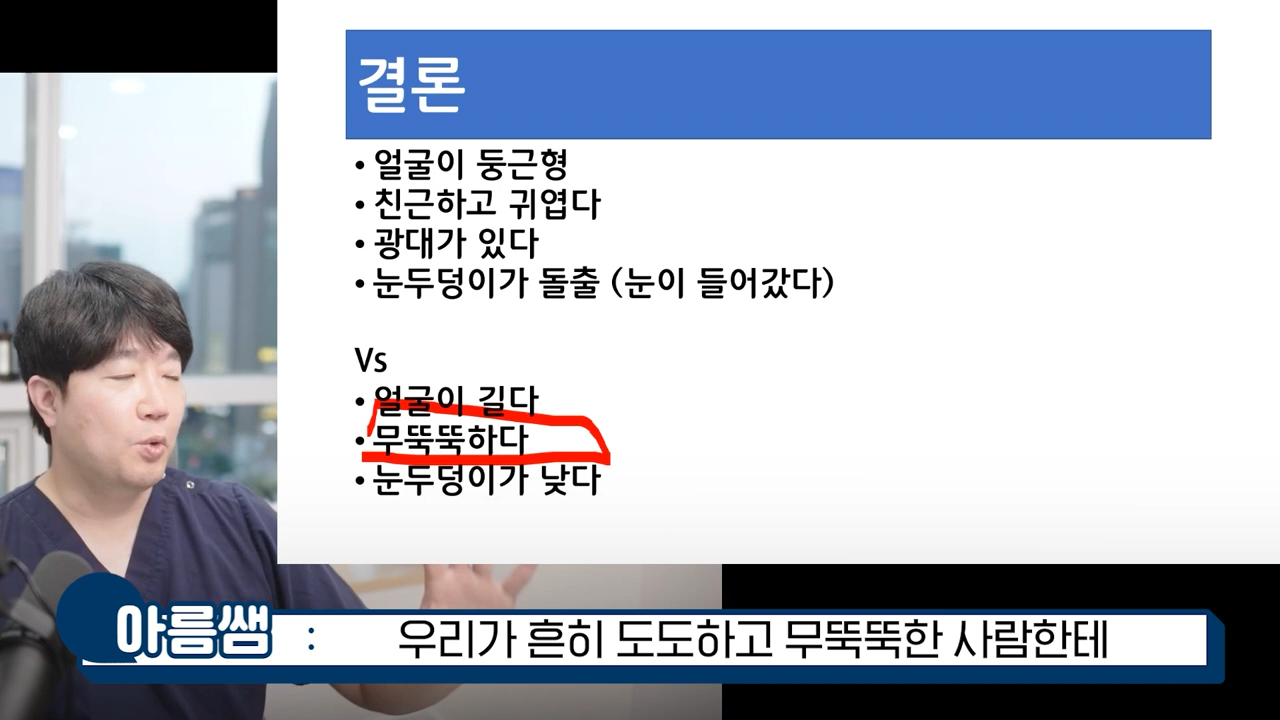 결론
• 얼굴이 둥근형
• 친근하고 귀엽다
• 광대가 있다
• 눈두덩이가 돌출 (눈이 들어갔다)
Vs
• 얼굴이 길다
• 무뚝뚝하다
• 눈두덩이가 낮다
아름쌤 : 우리가 흔히 도도하고 무뚝뚝한 사람한테